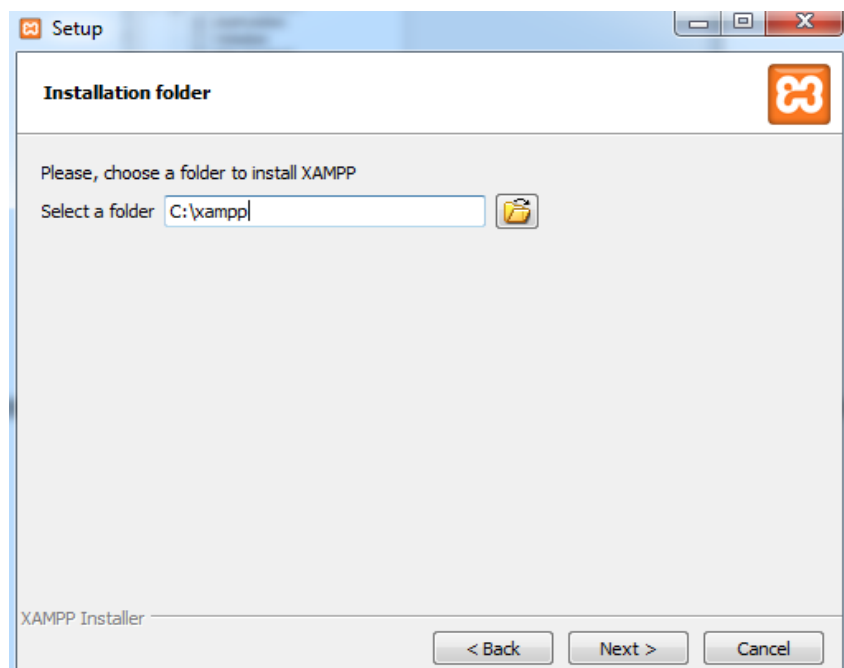 Setup
Installation folder
Please, choose a folder to install XAMPP
Select a folder C:\xampp
XAMPP Installer
< Back Next > Cancel